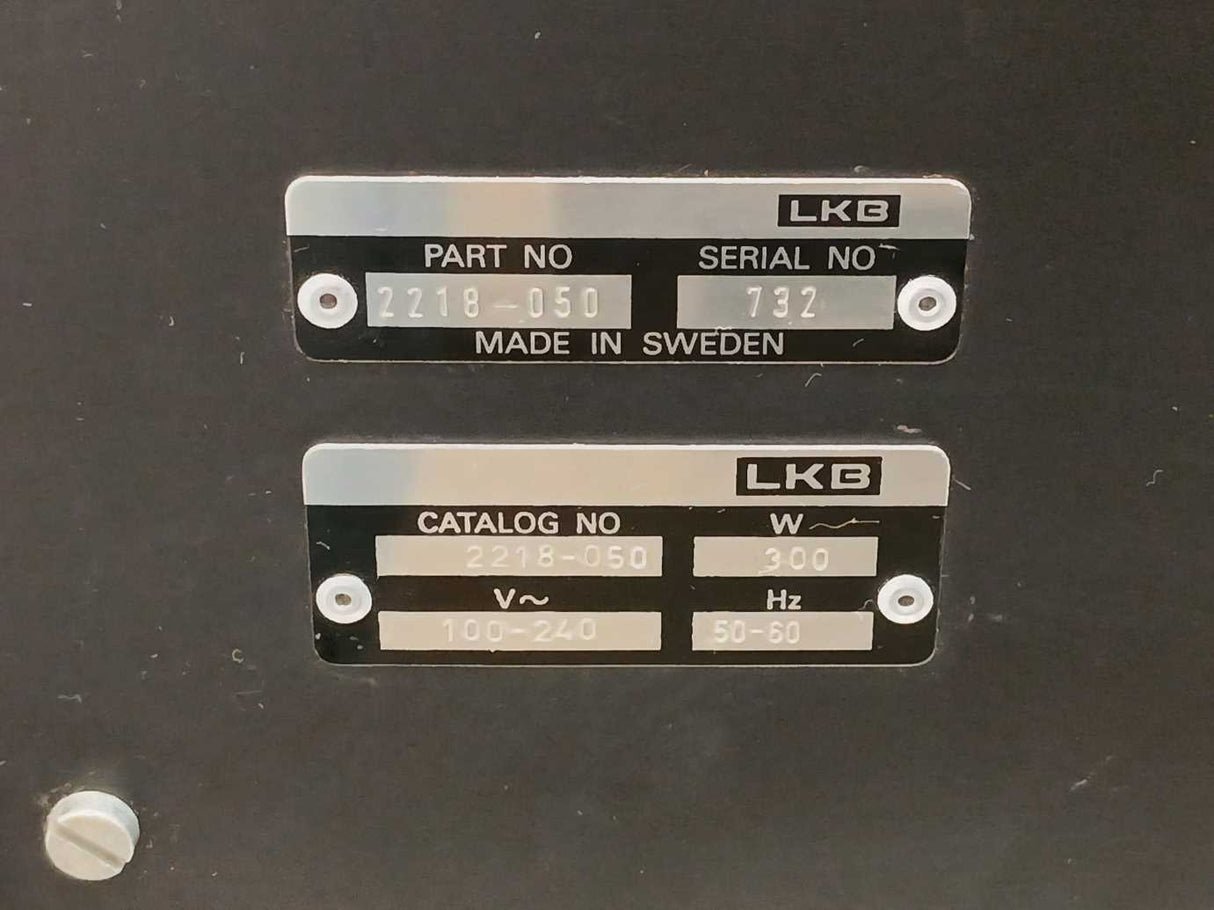 LKB
PART NO SERIAL NO
2218-050 732
MADE IN SWEDEN
LKB
CATALOG NO W
2218-050 300
V~ Hz
100-240 50-60